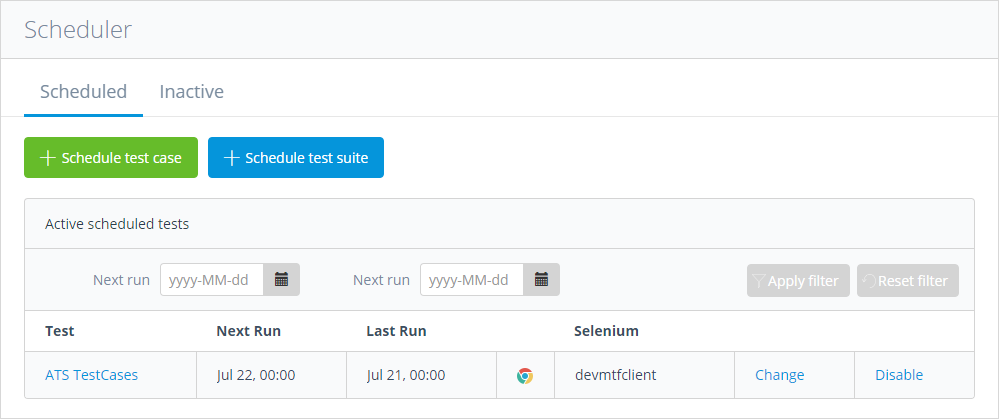 Scheduler
Scheduled Inactive
Schedule test case Schedule test suite
Active scheduled tests
Next run yyyy-MM-dd Next run yyyy-MM-dd Apply filter Reset filter
Test Next Run Last Run Selenium
ATS TestCases Jul 22, 00:00 Jul 21, 00:00 devmtfclient Change Disable